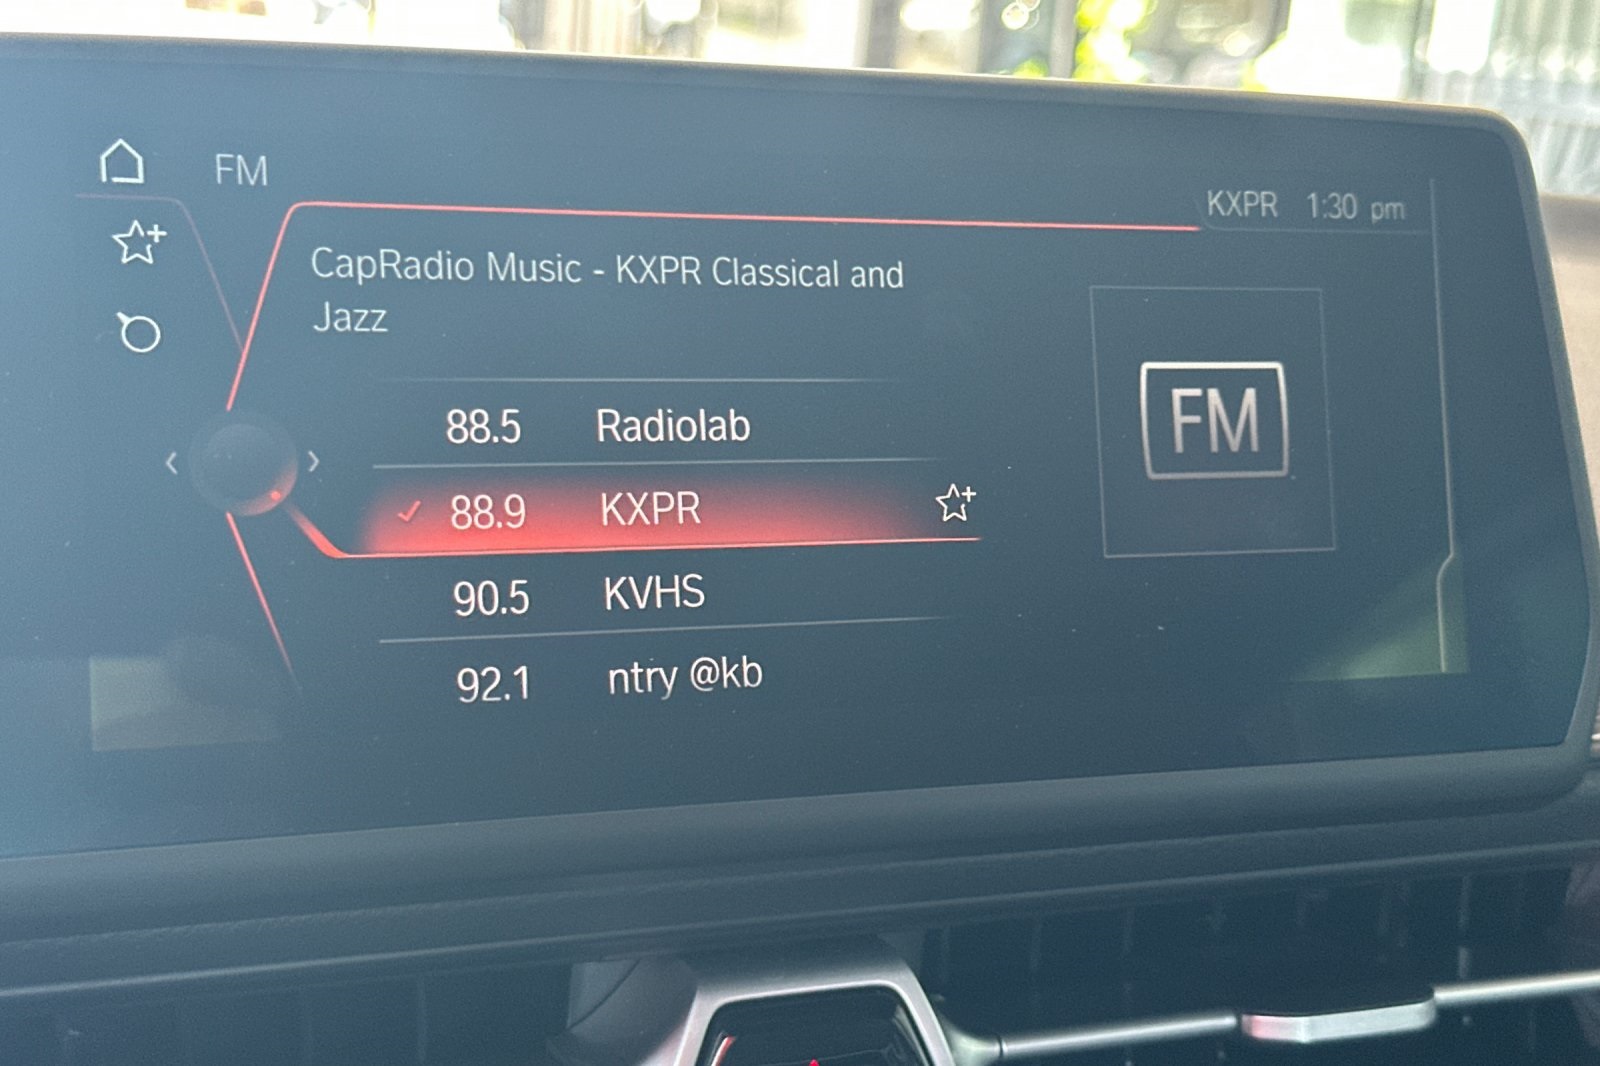 FM
KXPR 1:30 pm
CapRadio Music - KXPR Classical and
Jazz
88.5 Radiolab
88.9 KXPR
90.5 KVHS
92.1 ntry @kb
FM